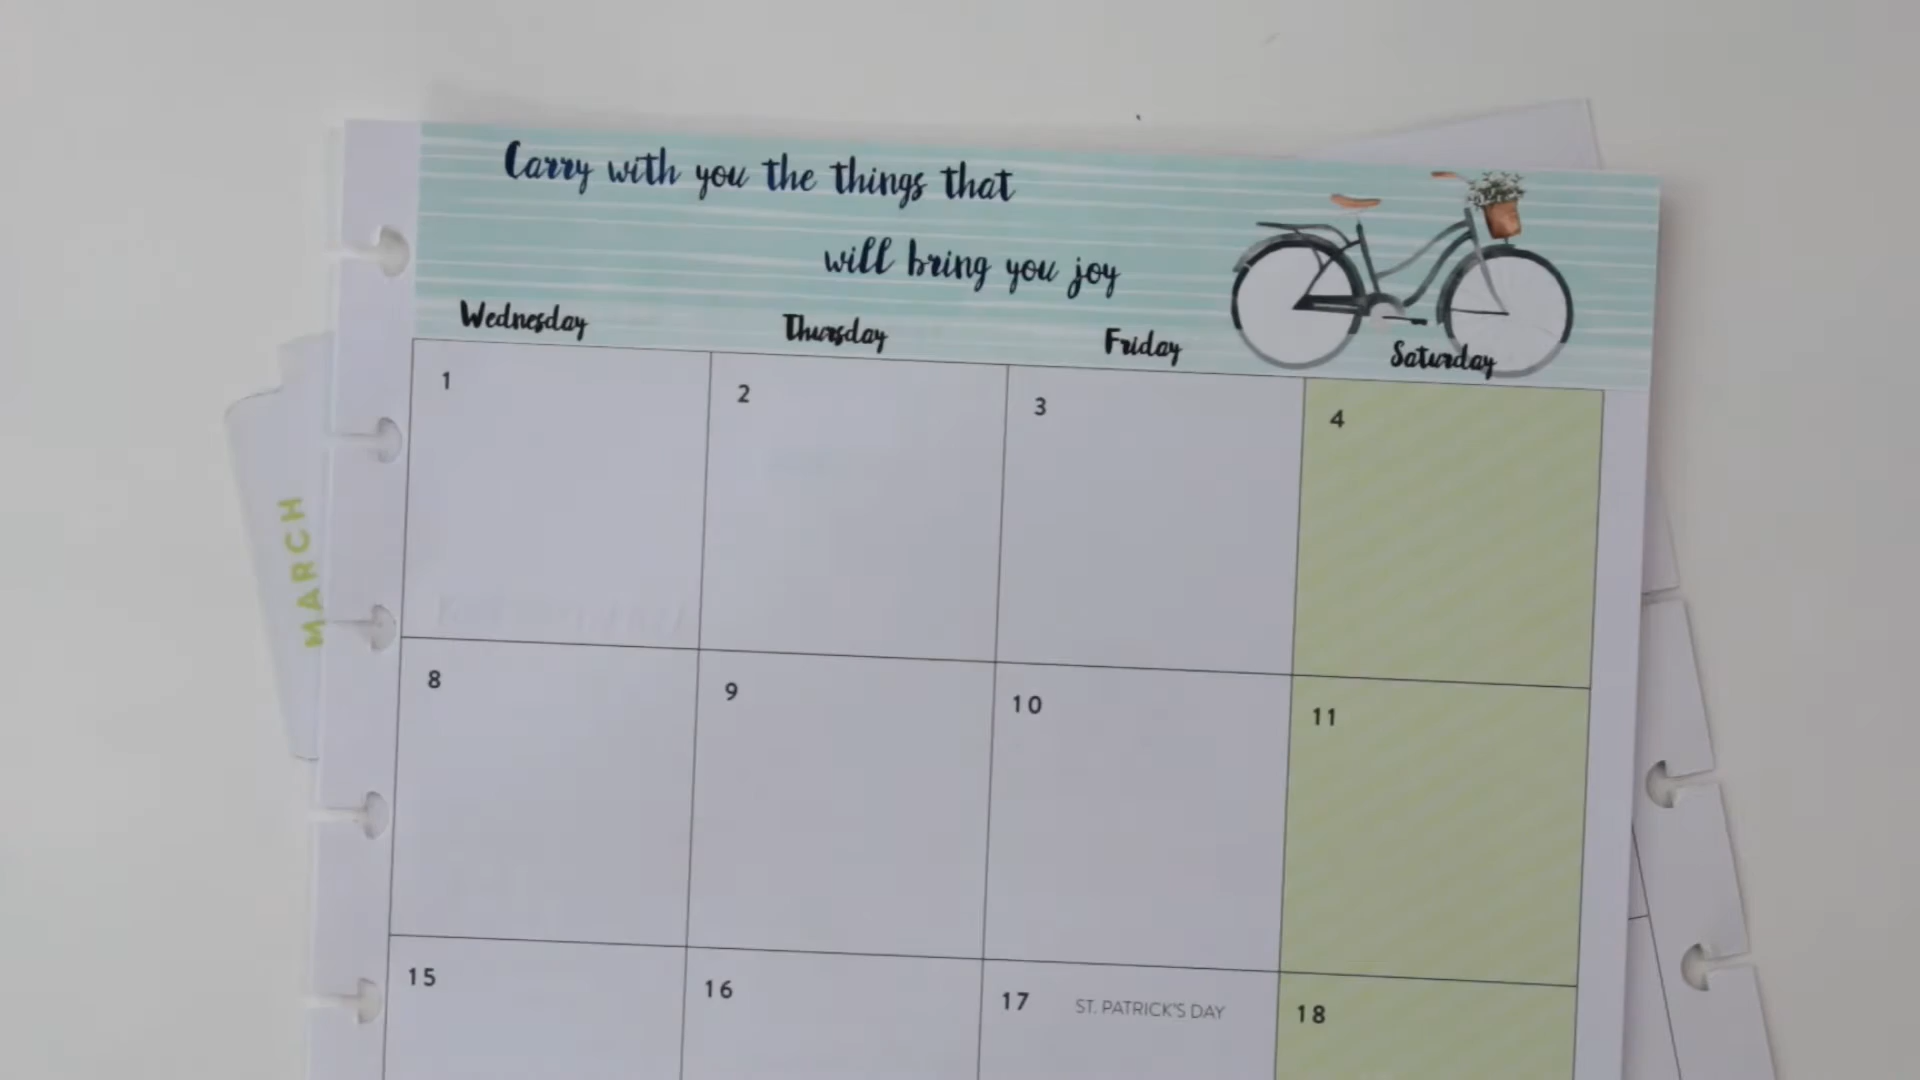 Carry with you the things that
will bring you joy
Wednesday Thursday Friday Saturday
1 2 3 4
MARCH
8 9 10 11
15 16 17 ST. PATRICK'S DAY 18